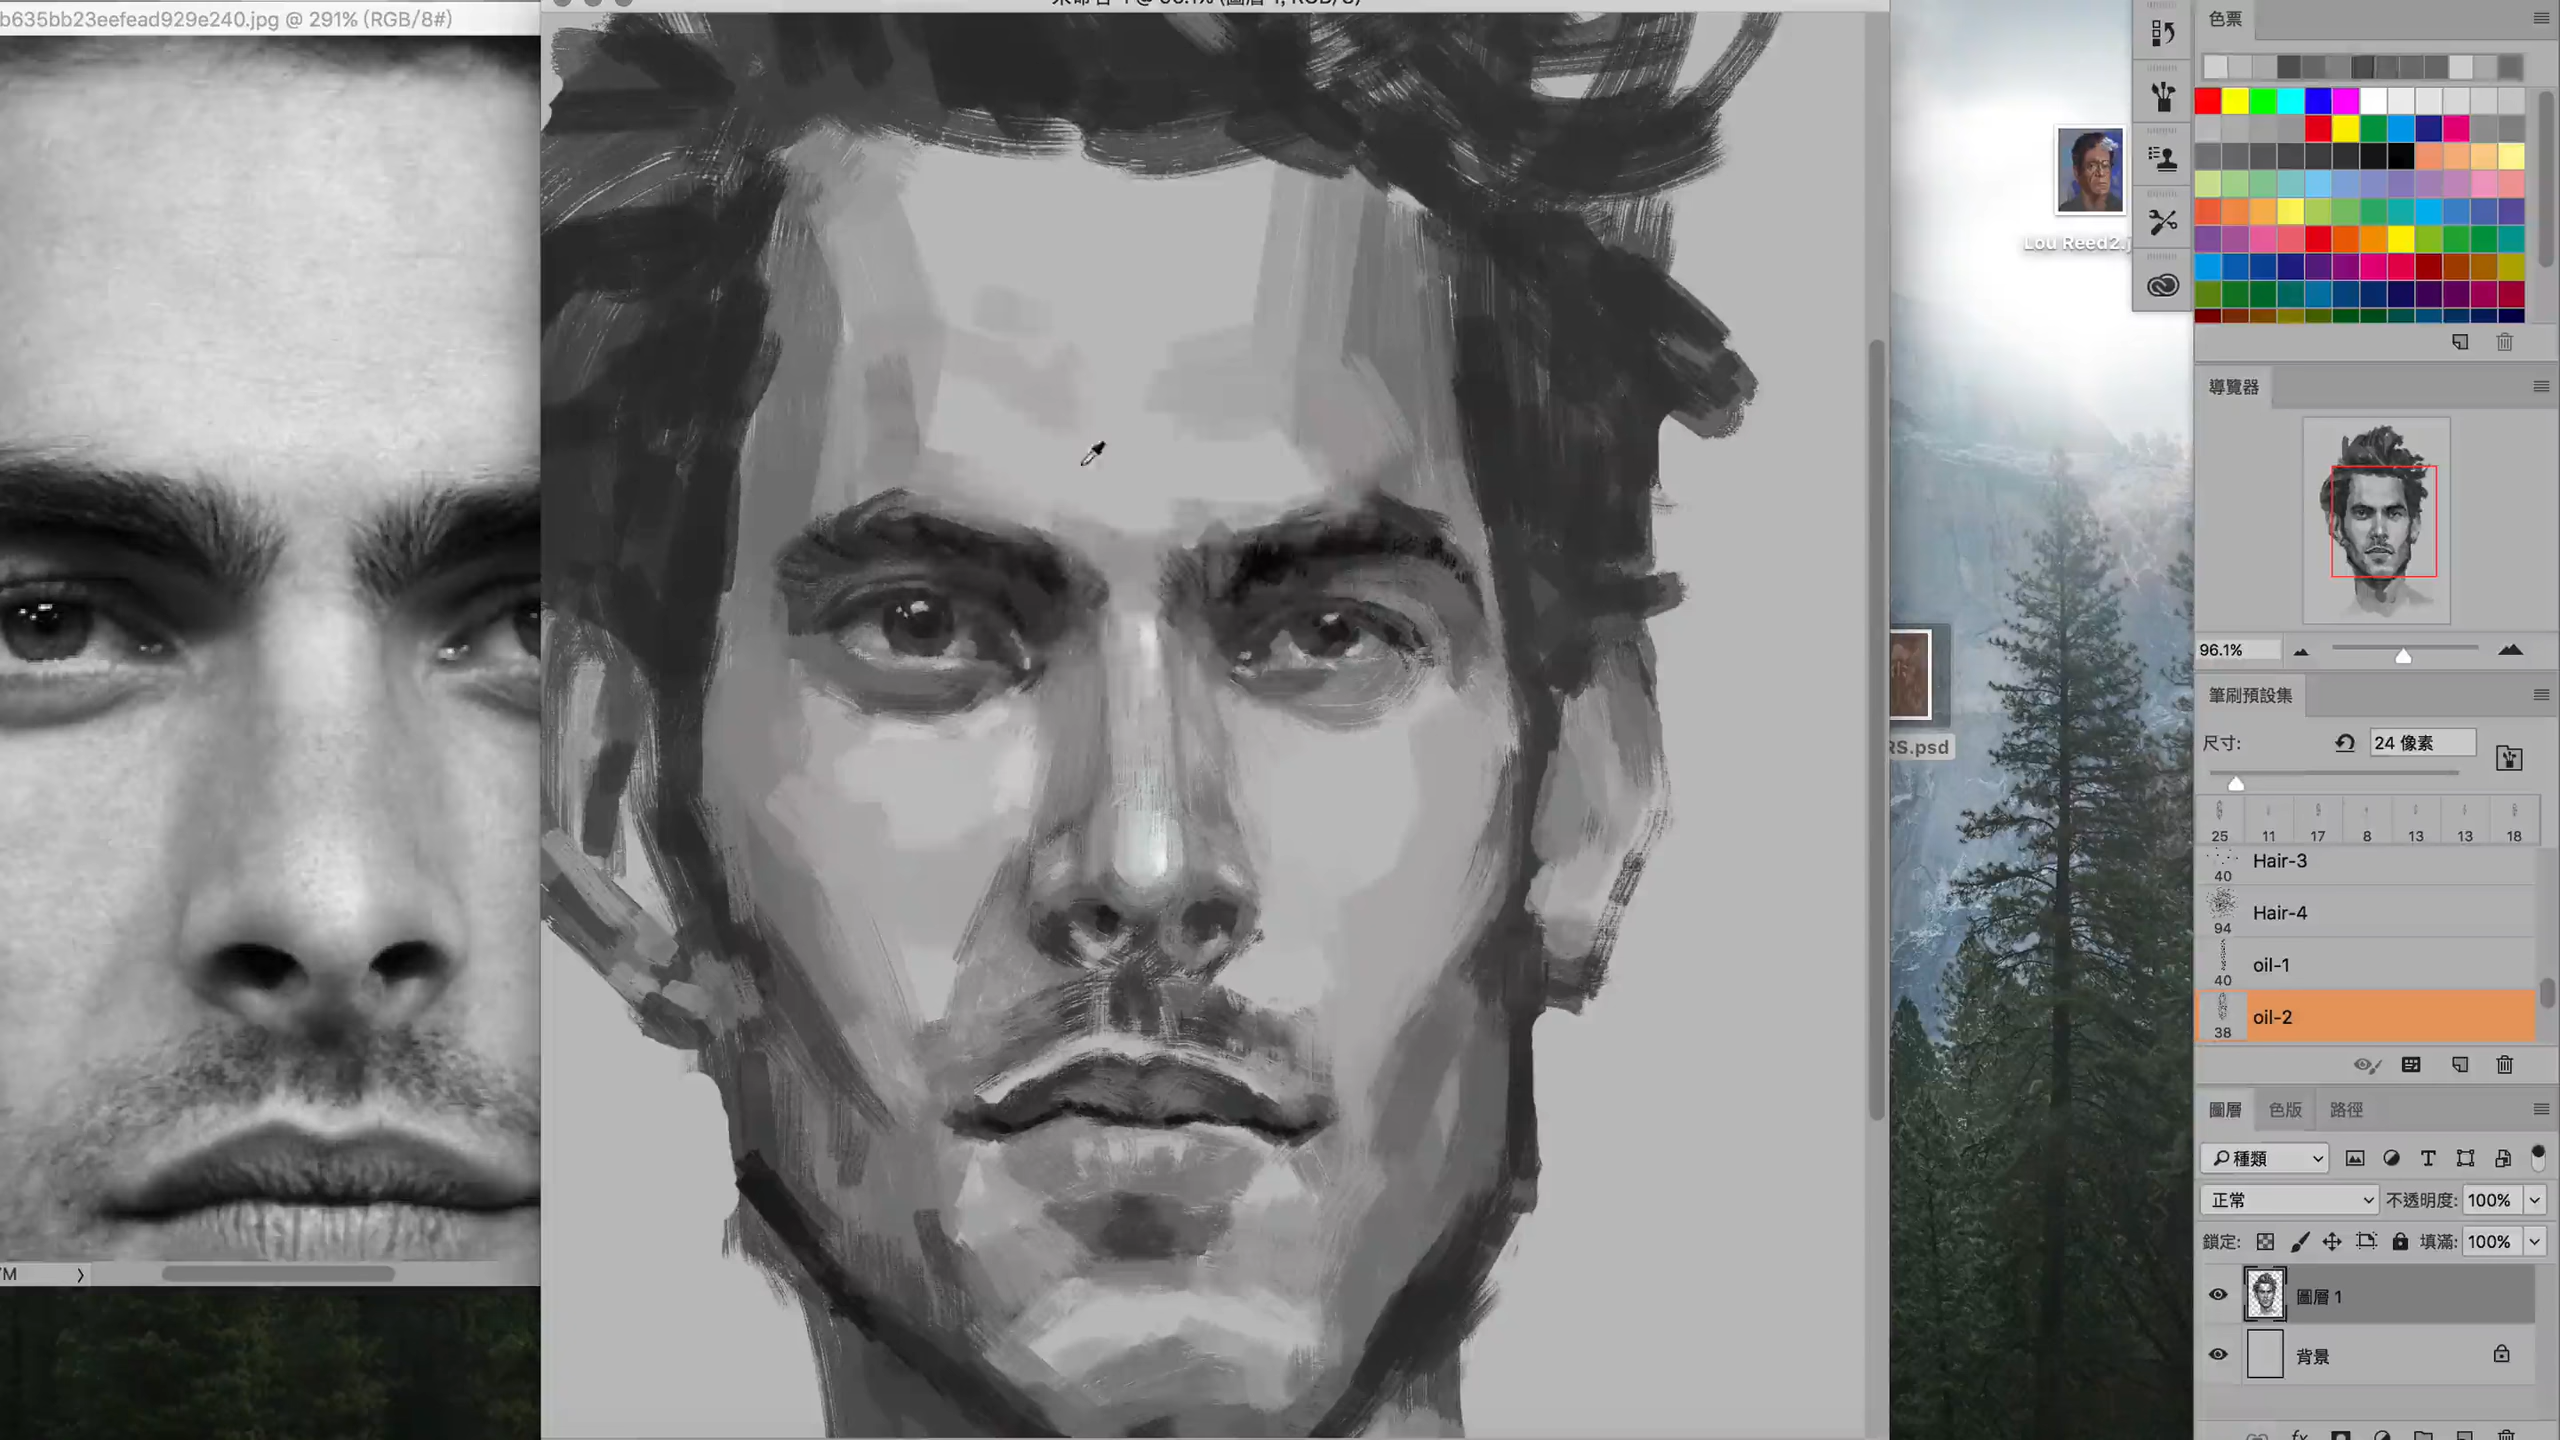 b635bb23eefead929e240.jpg @ 291% (RGB/8#)
色票
Lou Reed2.j
導覽器
96.1%
筆刷預設集
尺寸:
24 像素
25 11 17 8 13 13 18
Hair-3
40
Hair-4
94
oil-1
40
oil-2
38
RS.psd
圖層 色版 路徑
種類
正常 不透明度: 100%
鎖定: 填滿: 100%
圖層 1
背景
fx